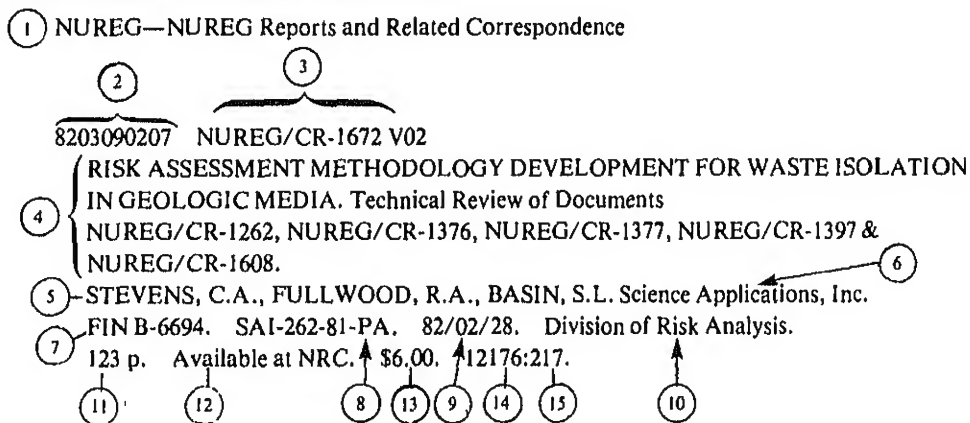 1 NUREG—NUREG Reports and Related Correspondence
2 3
8203090207 NUREG/CR-1672 V02
RISK ASSESSMENT METHODOLOGY DEVELOPMENT FOR WASTE ISOLATION
4 IN GEOLOGIC MEDIA. Technical Review of Documents
NUREG/CR-1262, NUREG/CR-1376, NUREG/CR-1377, NUREG/CR-1397 &
NUREG/CR-1608.
6
5 STEVENS, C.A., FULLWOOD, R.A., BASIN, S.L. Science Applications, Inc.
7 FIN B-6694. SAI-262-81-PA. 82/02/28. Division of Risk Analysis.
123 p. Available at NRC. $6.00. 12176:217.
11 12 8 13 9 14 15 10